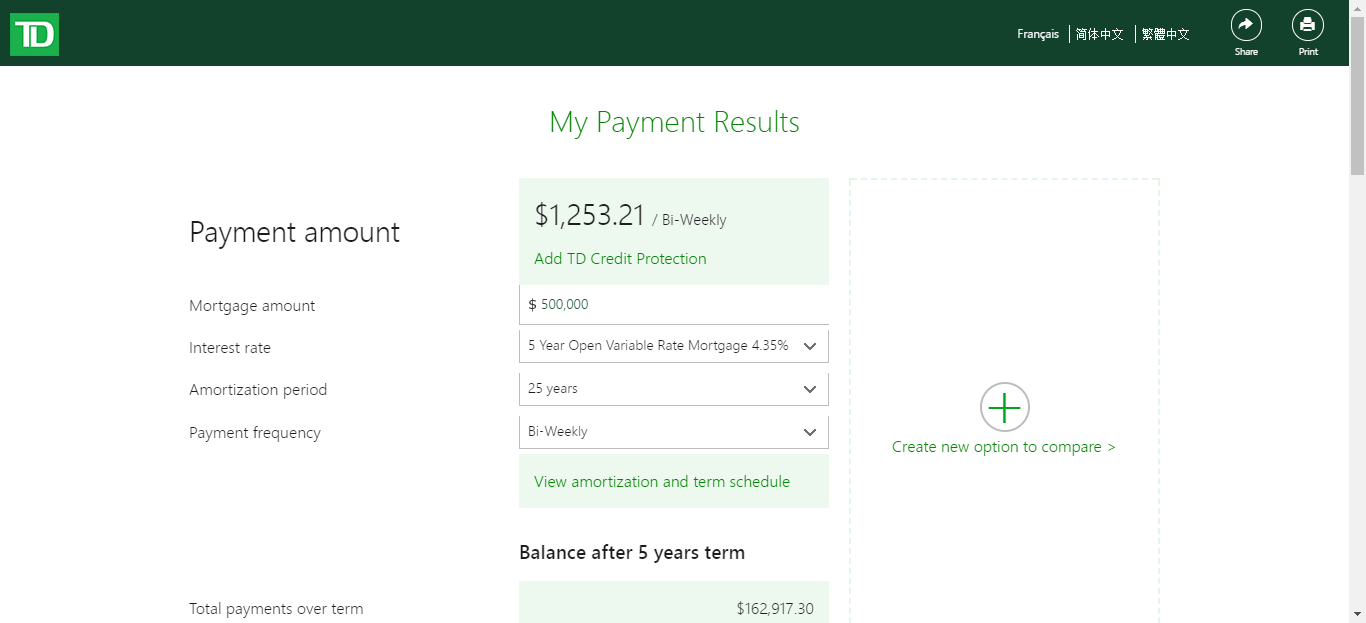 TD
Français
简体中文
繁體中文
Share
Print
My Payment Results
Payment amount
$1,253.21 / Bi-Weekly
Add TD Credit Protection
Mortgage amount
$ 500,000
Interest rate
5 Year Open Variable Rate Mortgage 4.35%
Amortization period
25 years
Payment frequency
Bi-Weekly
View amortization and term schedule
Create new option to compare >
Balance after 5 years term
Total payments over term
$162,917.30